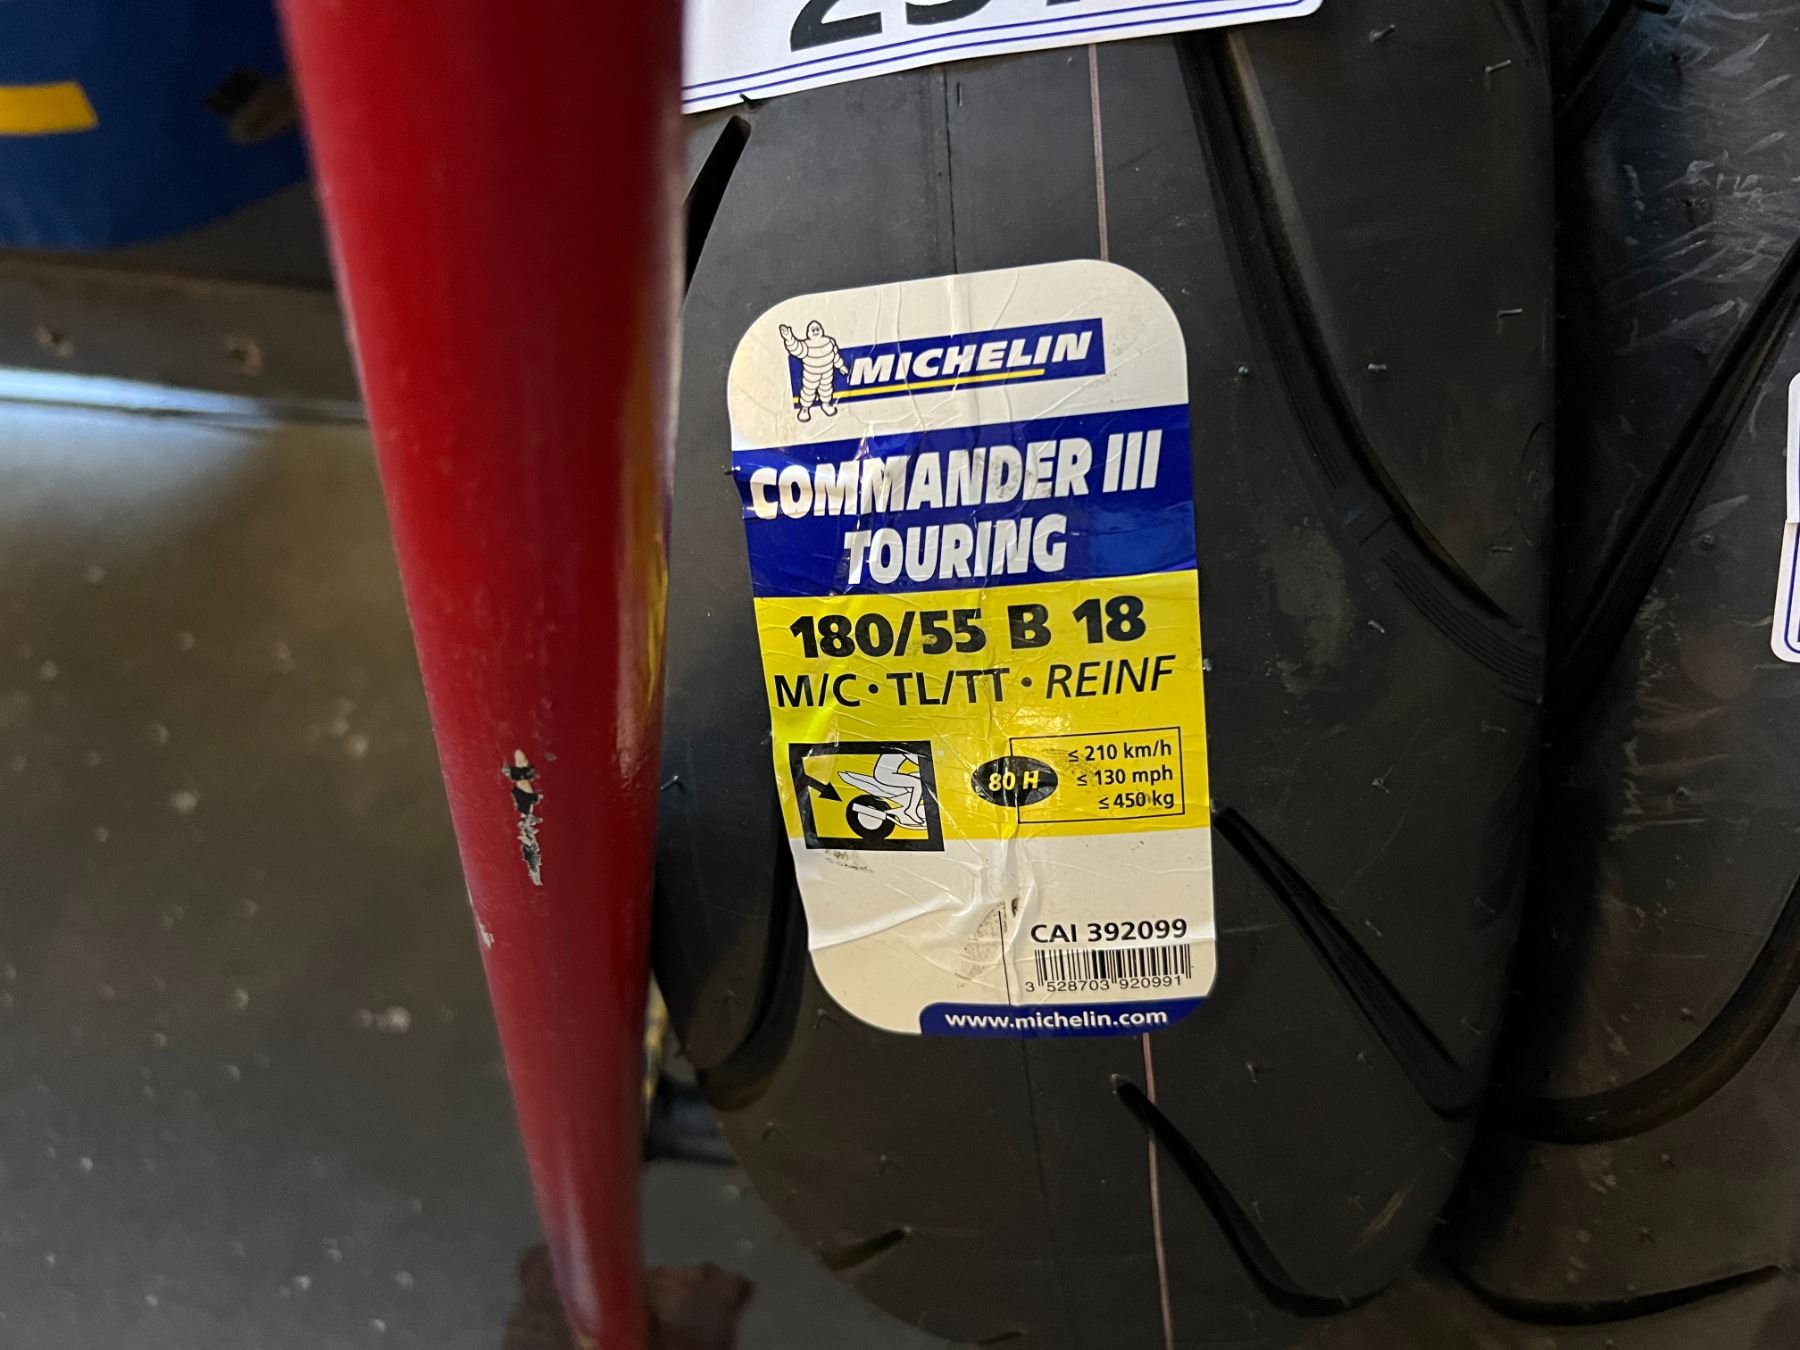 MICHELIN
COMMANDER III
TOURING
180/55 B 18
M/C • TL/TT • REINF
80 H
≤ 210 km/h
≤ 130 mph
≤ 450 kg
CAI 392099
3 528703 920991
www.michelin.com